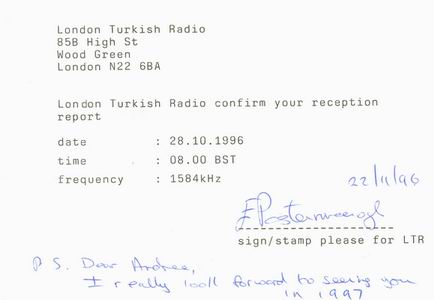 London Turkish Radio
85B High St
Wood Green
London N22 6BA
London Turkish Radio confirm your reception
report
date : 28.10.1996
time : 08.00 BST
frequency : 1584kHz
22/11/96
sign/stamp please for LTR
P.S. Dear
I really look forward to seeing you
in 1997